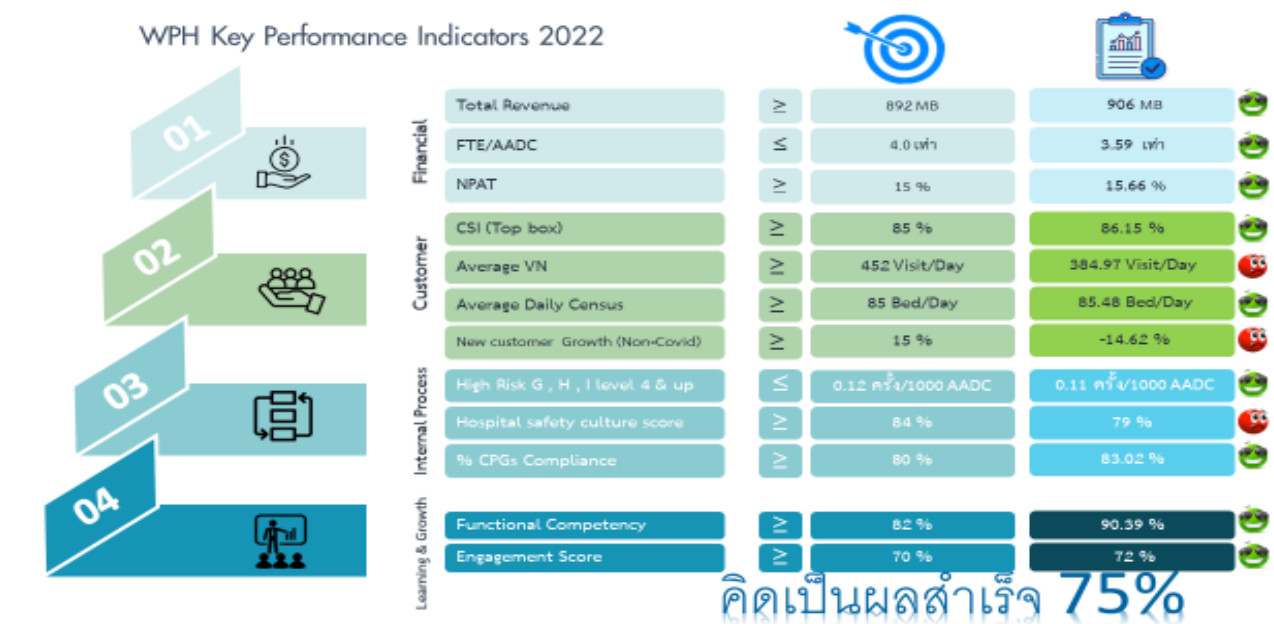 WPH Key Performance Indicators 2022
01
Financial
Total Revenue ≥ 892 MB 906 MB
FTE/AADC ≤ 4.0 เท่า 3.59 เท่า
NPAT ≥ 15 % 15.66 %
02
Customer
CSI (Top box) ≥ 85 % 86.15 %
Average VN ≥ 452 Visit/Day 384.97 Visit/Day
Average Daily Census ≥ 85 Bed/Day 85.48 Bed/Day
New customer Growth (Non-Covid) ≥ 15 % -14.62 %
03
Internal Process
High Risk G , H , I level 4 & up ≤ 0.12 ครั้ง/1000 AADC 0.11 ครั้ง/1000 AADC
Hospital safety culture score ≥ 84 % 79 %
% CPGs Compliance ≥ 80 % 83.02 %
04
Learning & Growth
Functional Competency ≥ 82 % 90.39 %
Engagement Score ≥ 70 % 72 %
คิดเป็นผลสำเร็จ 75%